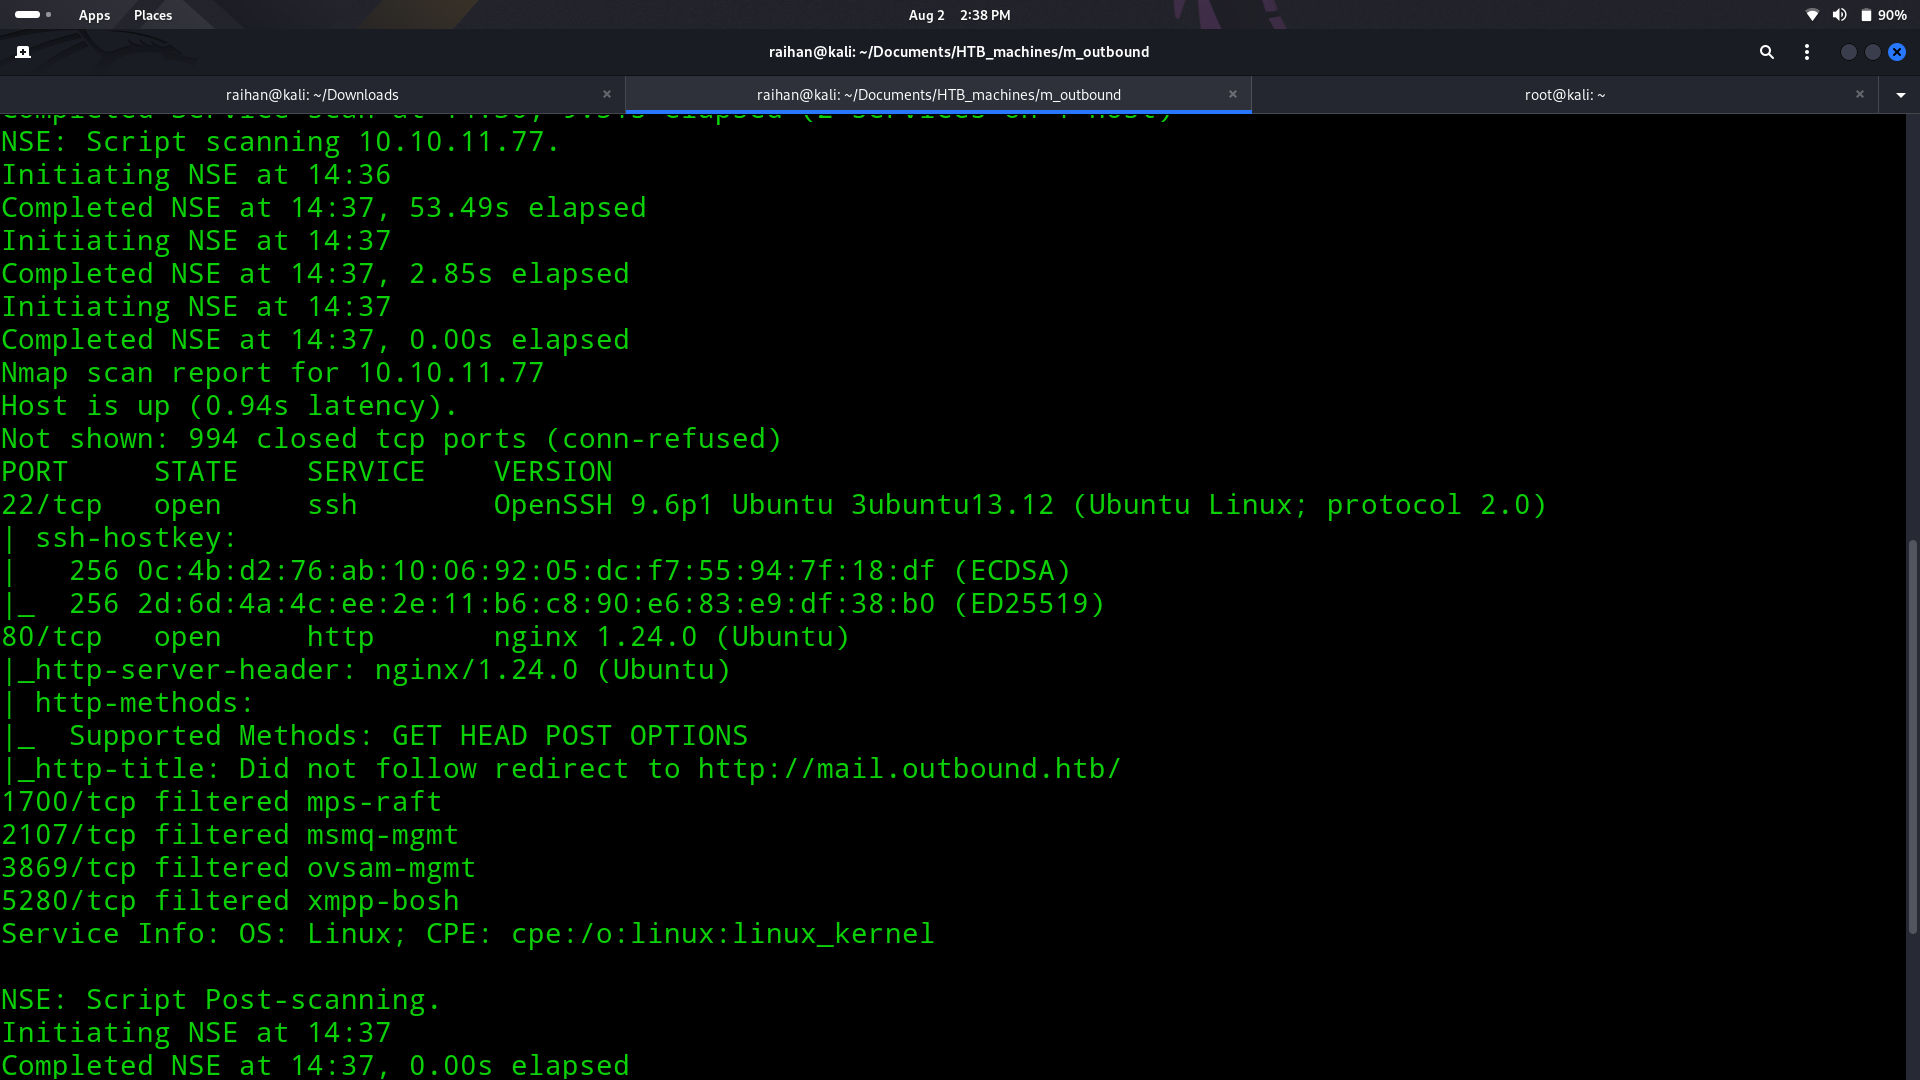 Apps Places Aug 2 2:38 PM 90%
raihan@kali: ~/Documents/HTB_machines/m_outbound
raihan@kali: ~/Downloads × raihan@kali: ~/Documents/HTB_machines/m_outbound × root@kali: ~ ×
NSE: Script scanning 10.10.11.77.
Initiating NSE at 14:36
Completed NSE at 14:37, 53.49s elapsed
Initiating NSE at 14:37
Completed NSE at 14:37, 2.85s elapsed
Initiating NSE at 14:37
Completed NSE at 14:37, 0.00s elapsed
Nmap scan report for 10.10.11.77
Host is up (0.94s latency).
Not shown: 994 closed tcp ports (conn-refused)
PORT     STATE    SERVICE    VERSION
22/tcp   open     ssh        OpenSSH 9.6p1 Ubuntu 3ubuntu13.12 (Ubuntu Linux; protocol 2.0)
| ssh-hostkey:
|   256 0c:4b:d2:76:ab:10:06:92:05:dc:f7:55:94:7f:18:df (ECDSA)
|_  256 2d:6d:4a:4c:ee:2e:11:b6:c8:90:e6:83:e9:df:38:b0 (ED25519)
80/tcp   open     http       nginx 1.24.0 (Ubuntu)
|_http-server-header: nginx/1.24.0 (Ubuntu)
| http-methods:
|_  Supported Methods: GET HEAD POST OPTIONS
|_http-title: Did not follow redirect to http://mail.outbound.htb/
1700/tcp filtered mps-raft
2107/tcp filtered msmq-mgmt
3869/tcp filtered ovsam-mgmt
5280/tcp filtered xmpp-bosh
Service Info: OS: Linux; CPE: cpe:/o:linux:linux_kernel
NSE: Script Post-scanning.
Initiating NSE at 14:37
Completed NSE at 14:37, 0.00s elapsed